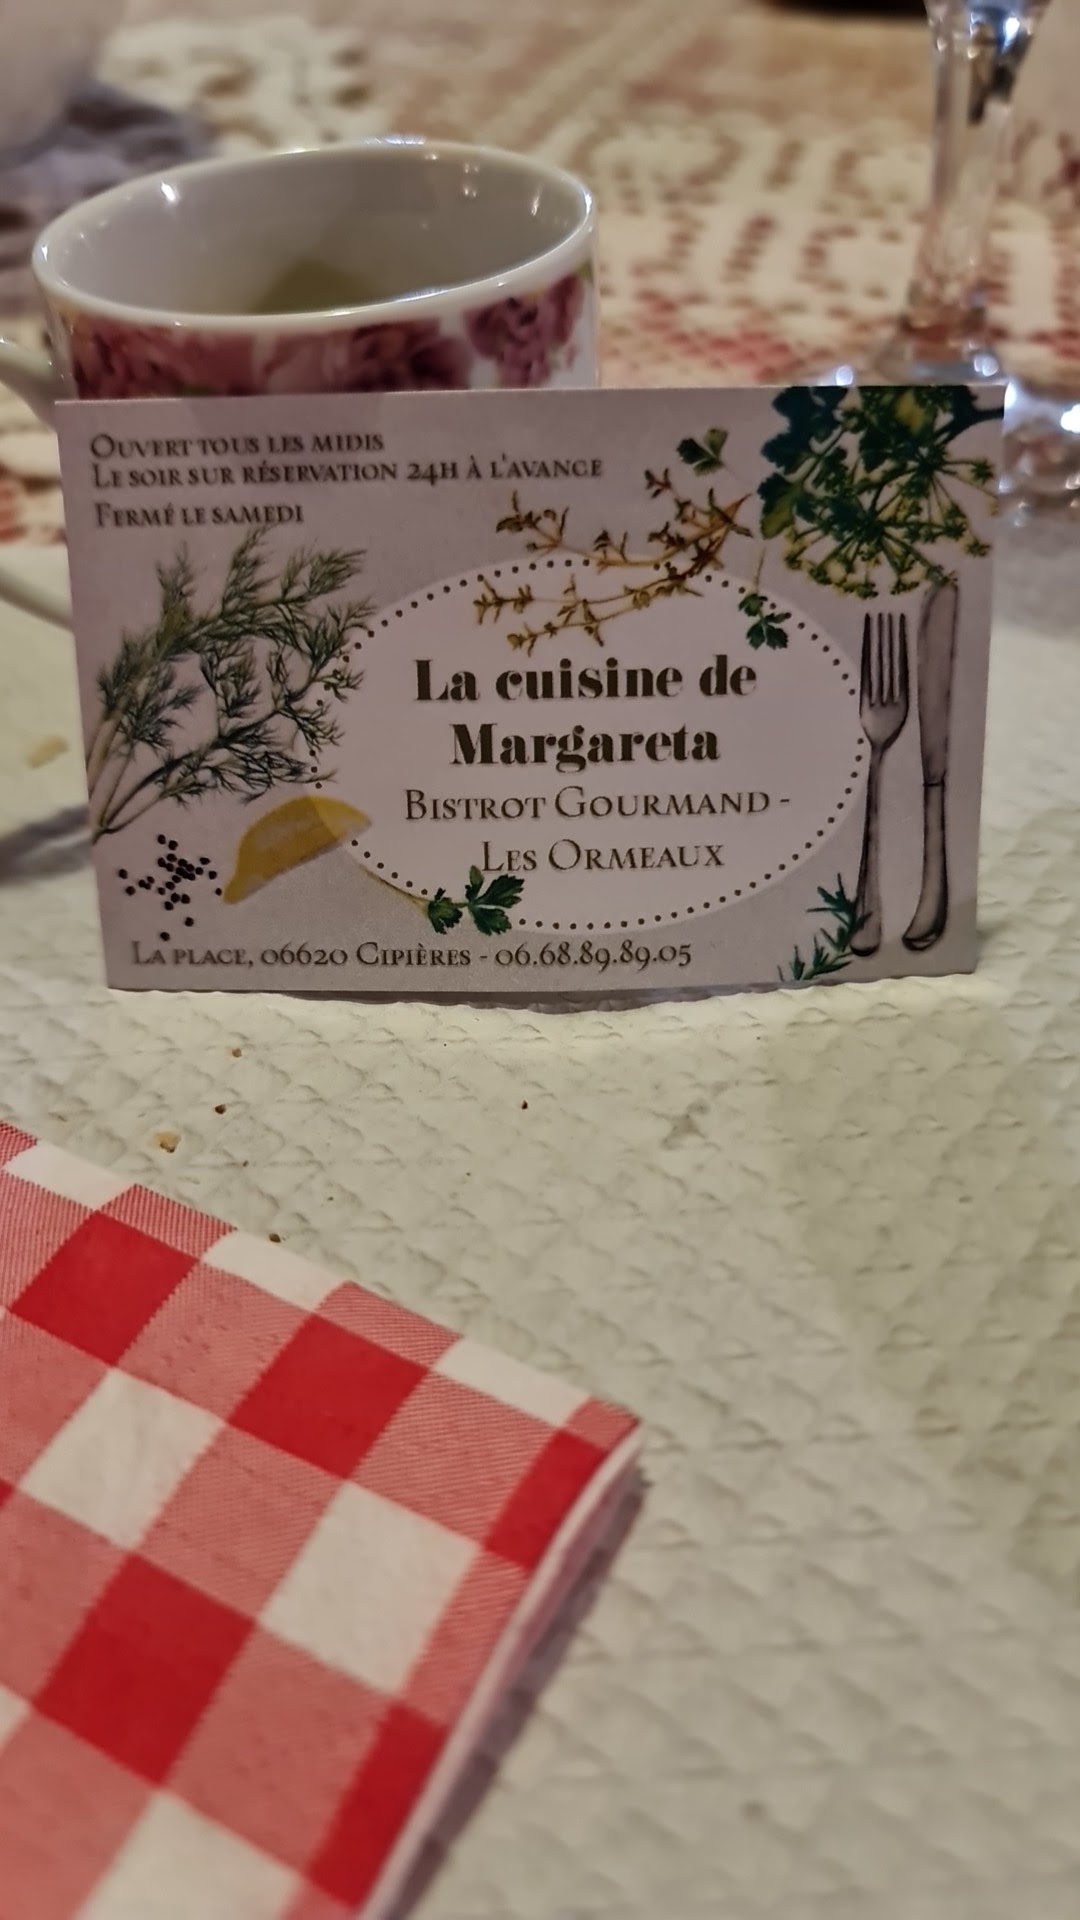 Ouvert tous les midis
Le soir sur réservation 24h à l'avance
Fermé le samedi
La cuisine de
Margareta
Bistrot Gourmand -
Les Ormeaux
La place, 06620 Cipières - 06.68.89.89.05